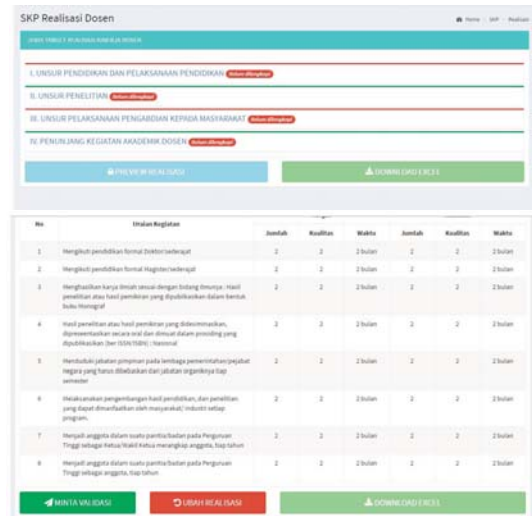 SKP Realisasi Dosen
Home SKP Realisasi
I. UNSUR PENDIDIKAN DAN PELAKSANAAN PENDIDIKAN Belum dilengkapi
II. UNSUR PENELITIAN Belum dilengkapi
III. UNSUR PELAKSANAAN PENGABDIAN KEPADA MASYARAKAT Belum dilengkapi
IV. PENUNJANG KEGIATAN AKADEMIK DOSEN Belum dilengkapi
PREVIEW REALISASI DOWNLOAD EXCEL
No Uraian Kegiatan
Jumlah Kualitas Waktu Jumlah Kualitas Waktu
1 Mengikuti pendidikan formal Doktor/sederajat 2 2 2 bulan 2 2 2 bulan
2 Mengikuti pendidikan formal Magister/sederajat 2 2 2 bulan 2 2 2 bulan
3 Menghasilkan karya ilmiah sesuai dengan bidang ilmunya : Hasil 2 2 2 bulan 2 2 2 bulan
penelitian atau hasil pemikiran yang dipublikasikan dalam bentuk
buku Monograf
4 Hasil penelitian atau hasil pemikiran yang didesiminasikan, 2 2 2 bulan 2 2 2 bulan
dipresentasikan secara oral dan dimuat dalam prosiding yang
dipublikasikan (ber ISSN/ISBN) : Nasional
5 Menduduki jabatan pimpinan pada lembaga pemerintahan/pejabat 2 2 2 bulan 2 2 2 bulan
negara yang harus dibebaskan dari jabatan organiknya tiap
semester
6 Melaksanakan pengembangan hasil pendidikan, dan penelitian 2 2 2 bulan 2 2 2 bulan
yang dapat dimanfaatkan oleh masyarakat/ industri setiap
program.
7 Menjadi anggota dalam suatu panitia/badan pada Perguruan 2 2 2 bulan 2 2 2 bulan
Tinggi sebagai Ketua/Wakil Ketua merangkap anggota, tiap tahun
8 Menjadi anggota dalam suatu panitia/badan pada Perguruan 2 2 2 bulan 2 2 2 bulan
Tinggi sebagai anggota, tiap tahun
MINTA VALIDASI UBAH REALISASI DOWNLOAD EXCEL